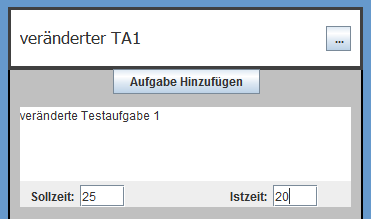 veränderter TA1 ...
Aufgabe Hinzufügen
veränderte Testaufgabe 1
Sollzeit: 25 Istzeit: 20